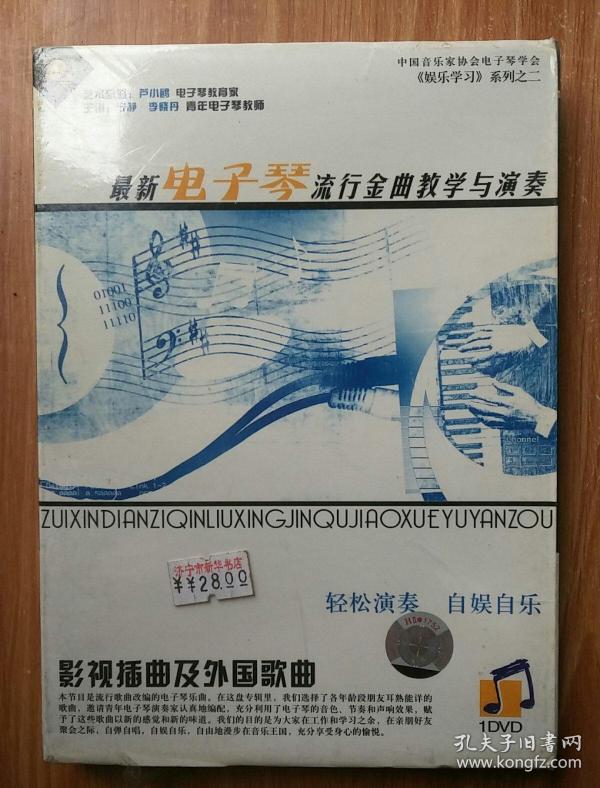 中国音乐家协会电子琴学会
《娱乐学习》系列之二
芦小鸥 电子琴教育家
李晓丹 青年电子琴教师
最新电子琴流行金曲教学与演奏
01001
11100
11110
Channel
ZUIXINDIANZIQINLIUXINGJINQUJIAOXUEYUYANZOU
济宁市新华书店
¥¥28.00
轻松演奏 自娱自乐
影视插曲及外国歌曲
本节目是流行歌曲改编的电子琴乐曲。在这盘专辑里，我们选择了各年龄段朋友耳熟能详的
歌曲，邀请青年电子琴演奏家认真地编配，充分利用了电子琴的音色、节奏和声响效果，赋
予了这些歌曲以新的感觉和新的味道。我们的目的是为大家在工作和学习之余，在亲朋好友
聚会之际，自弹自唱，自娱自乐，自由地漫步在音乐王国，充分享受身心的愉悦。
1DVD
孔夫子旧书网
www.kongfz.com